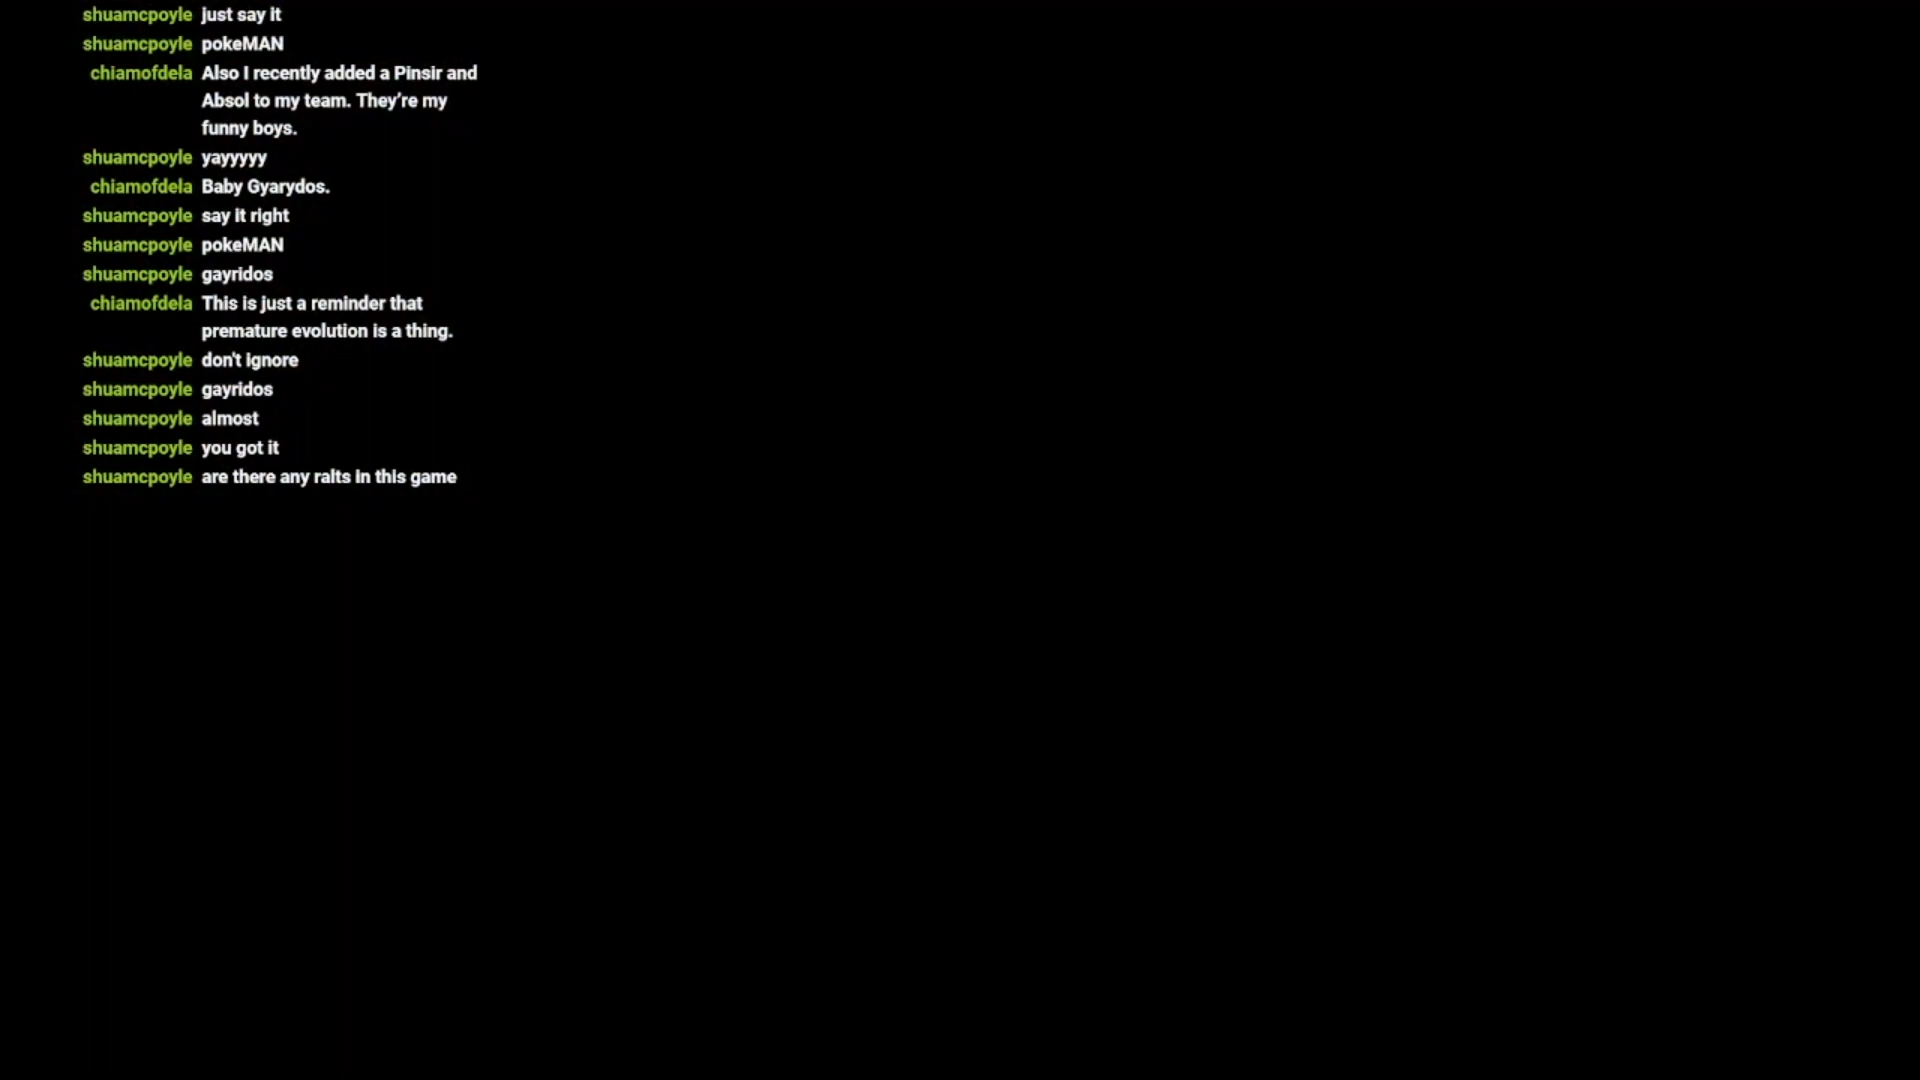 shuamcpoyle just say it
shuamcpoyle pokeMAN
chiamofdela Also I recently added a Pinsir and
Absol to my team. They're my
funny boys.
shuamcpoyle yayyyyy
chiamofdela Baby Gyarydos.
shuamcpoyle say it right
shuamcpoyle pokeMAN
shuamcpoyle gayridos
chiamofdela This is just a reminder that
premature evolution is a thing.
shuamcpoyle don't ignore
shuamcpoyle gayridos
shuamcpoyle almost
shuamcpoyle you got it
shuamcpoyle are there any ralts in this game